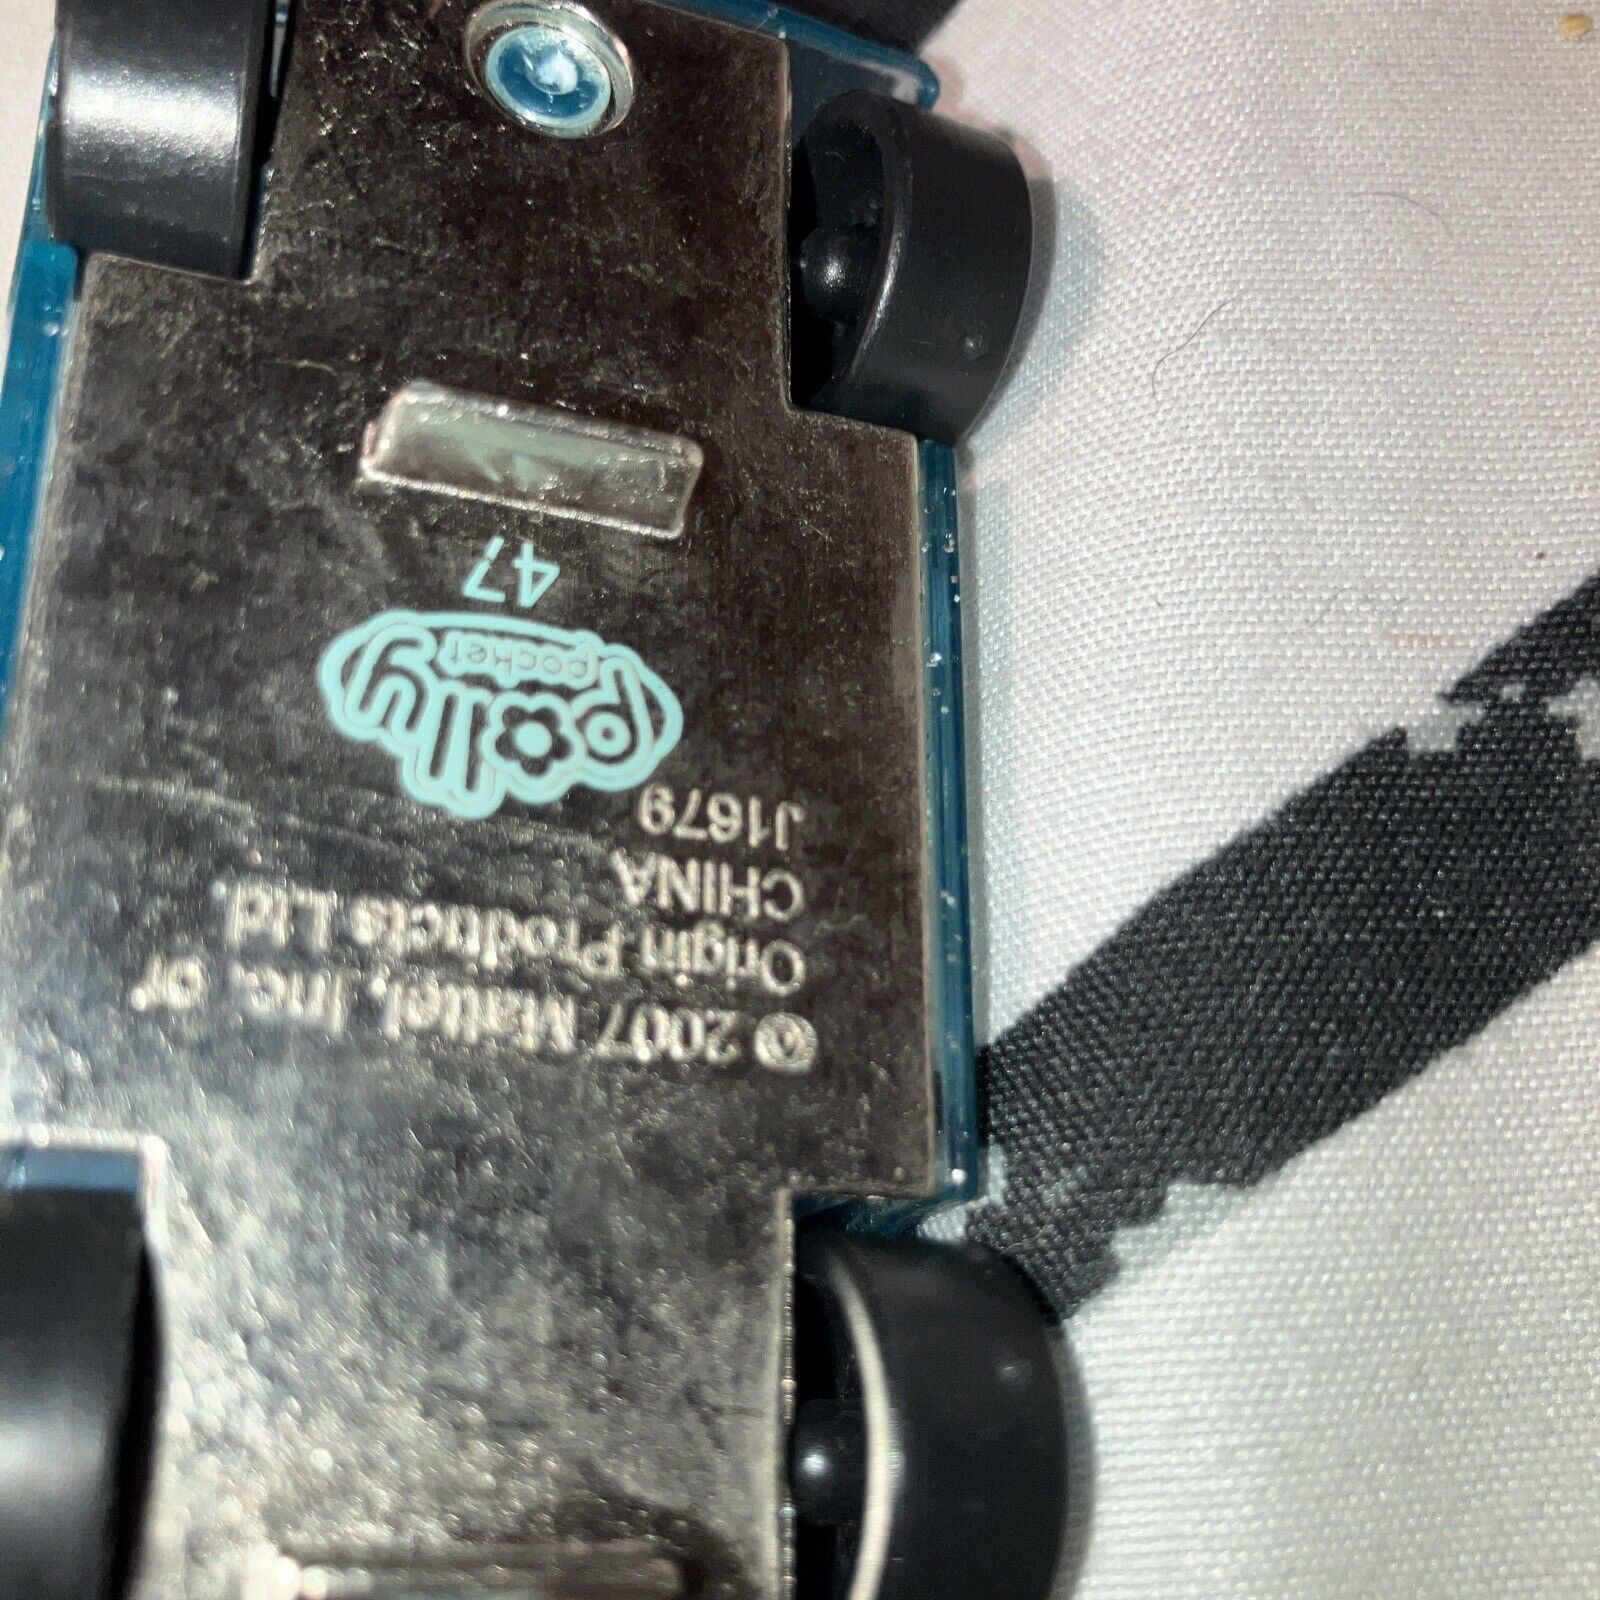 © 2007 Mattel, Inc. or
Origin Products Ltd.
CHINA
J1679
polly
pocket
47